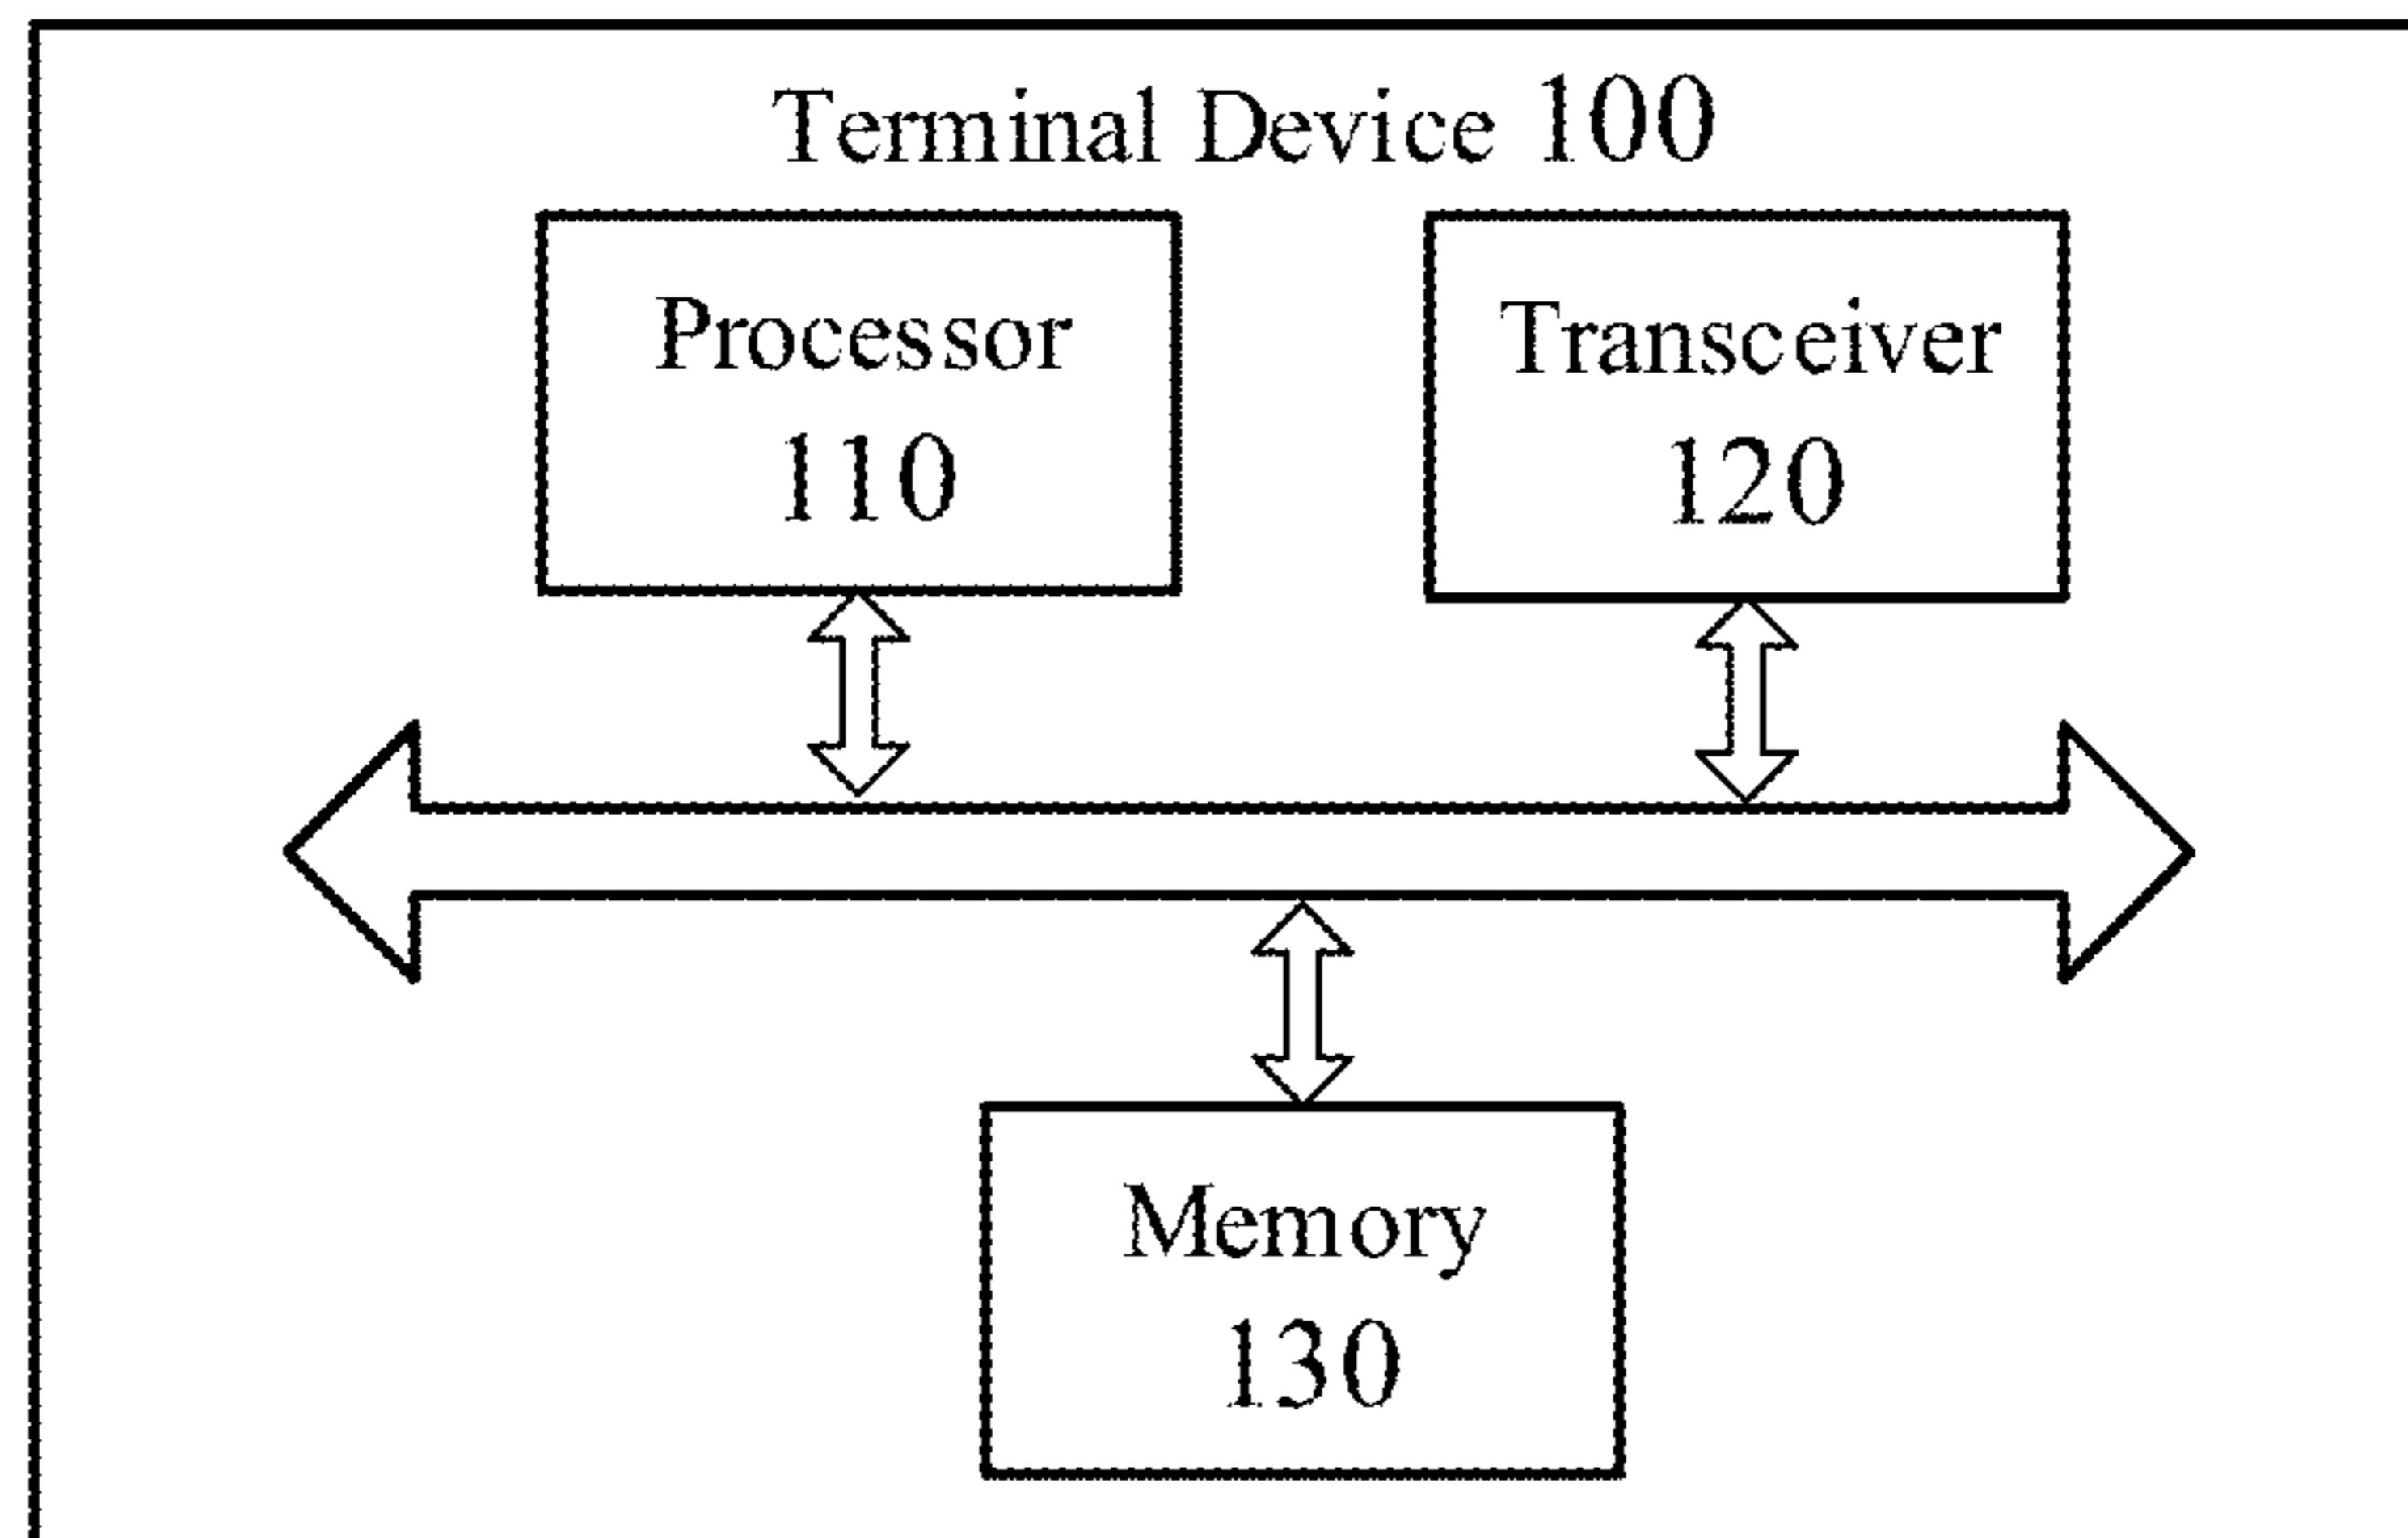 Terminal Device 100
Processor
110
Transceiver
120
Memory
130